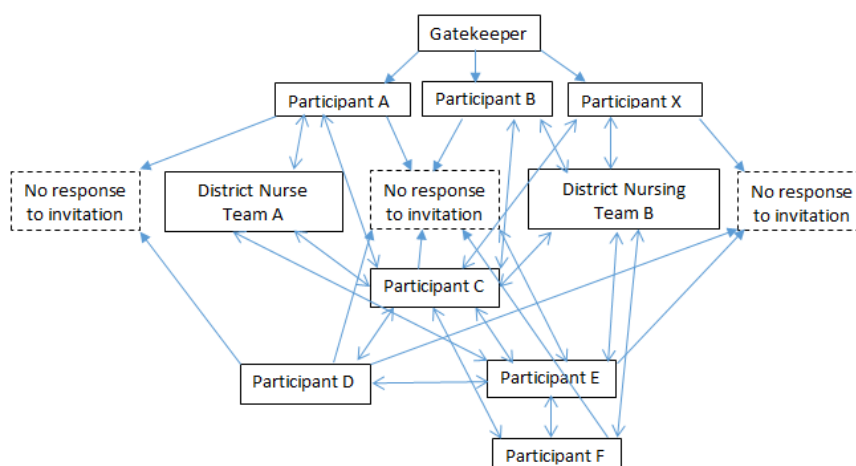 Gatekeeper
Participant A
Participant B
Participant X
No response
to invitation
District Nurse
Team A
No response
to invitation
District Nursing
Team B
No response
to invitation
Participant C
Participant D
Participant E
Participant F